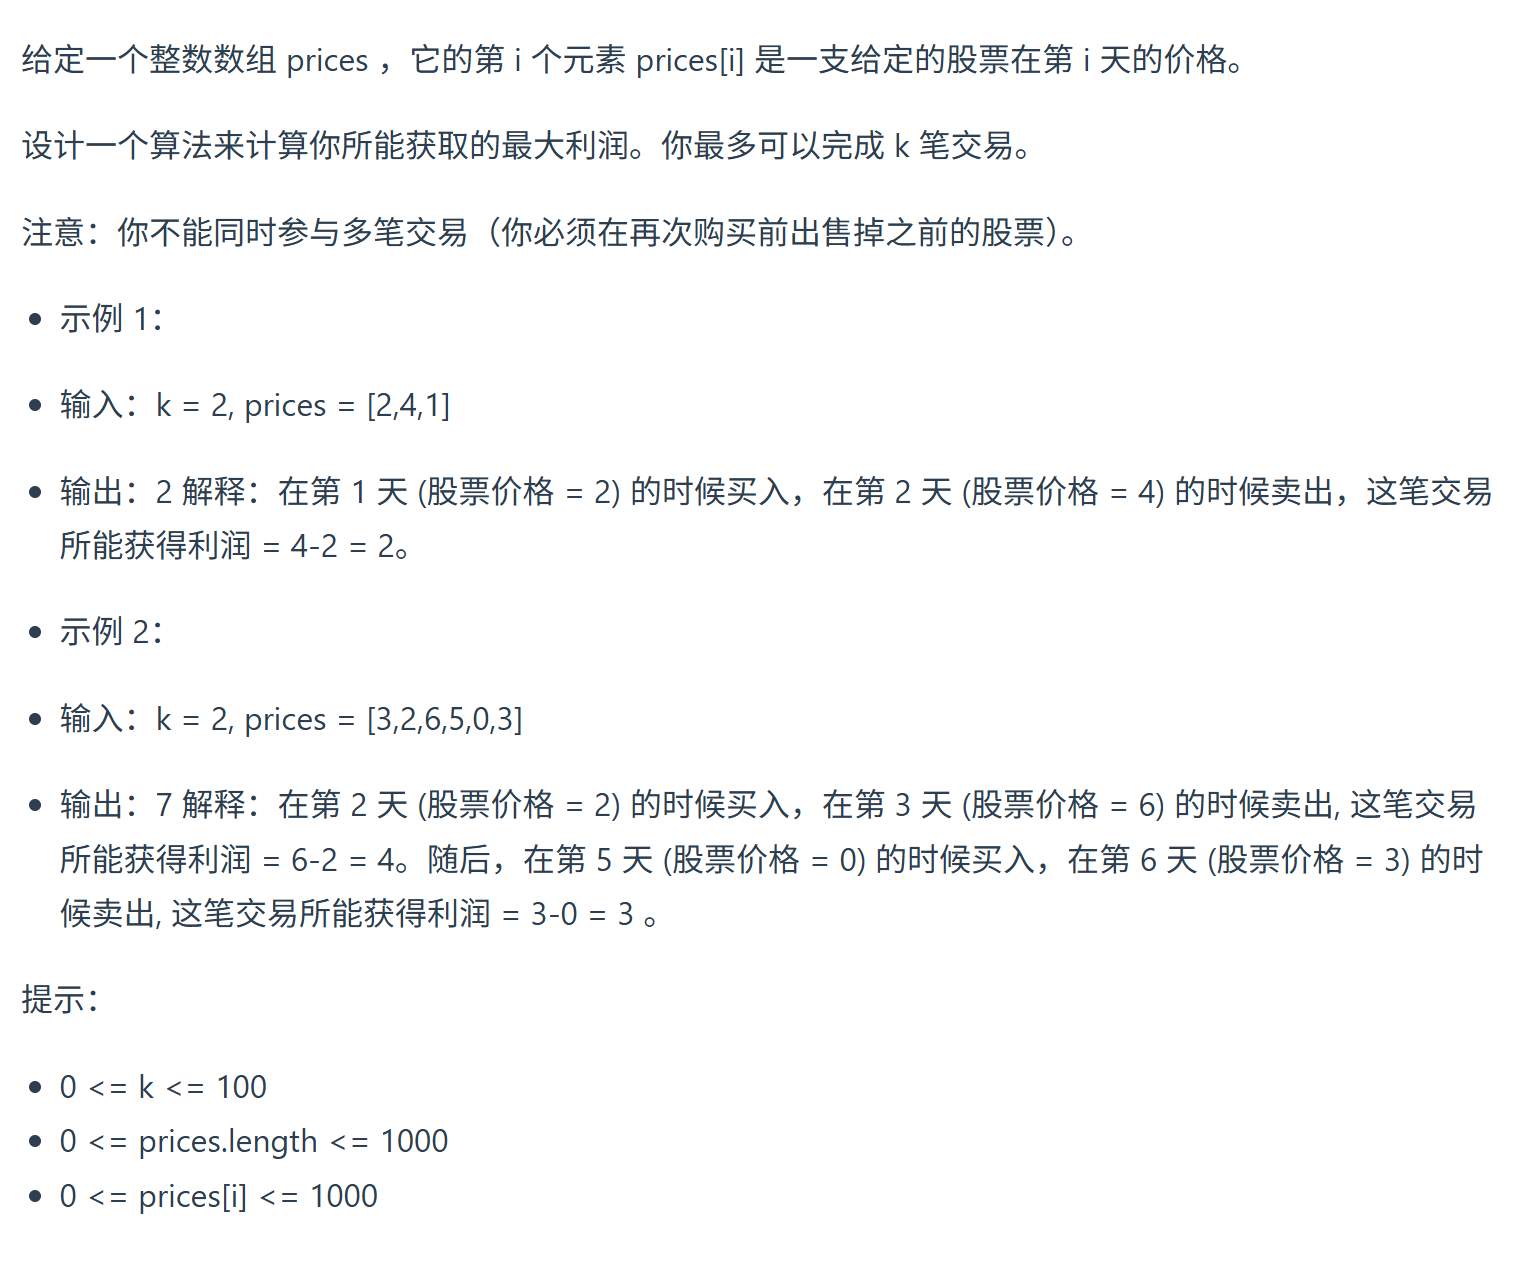 给定一个整数数组 prices ，它的第 i 个元素 prices[i] 是一支给定的股票在第 i 天的价格。
设计一个算法来计算你所能获取的最大利润。你最多可以完成 k 笔交易。
注意：你不能同时参与多笔交易（你必须在再次购买前出售掉之前的股票）。
• 示例 1：
• 输入：k = 2, prices = [2,4,1]
• 输出：2 解释：在第 1 天 (股票价格 = 2) 的时候买入，在第 2 天 (股票价格 = 4) 的时候卖出，这笔交易
所能获得利润 = 4-2 = 2。
• 示例 2：
• 输入：k = 2, prices = [3,2,6,5,0,3]
• 输出：7 解释：在第 2 天 (股票价格 = 2) 的时候买入，在第 3 天 (股票价格 = 6) 的时候卖出, 这笔交易
所能获得利润 = 6-2 = 4。随后，在第 5 天 (股票价格 = 0) 的时候买入，在第 6 天 (股票价格 = 3) 的时
候卖出, 这笔交易所能获得利润 = 3-0 = 3 。
提示：
• 0 <= k <= 100
• 0 <= prices.length <= 1000
• 0 <= prices[i] <= 1000